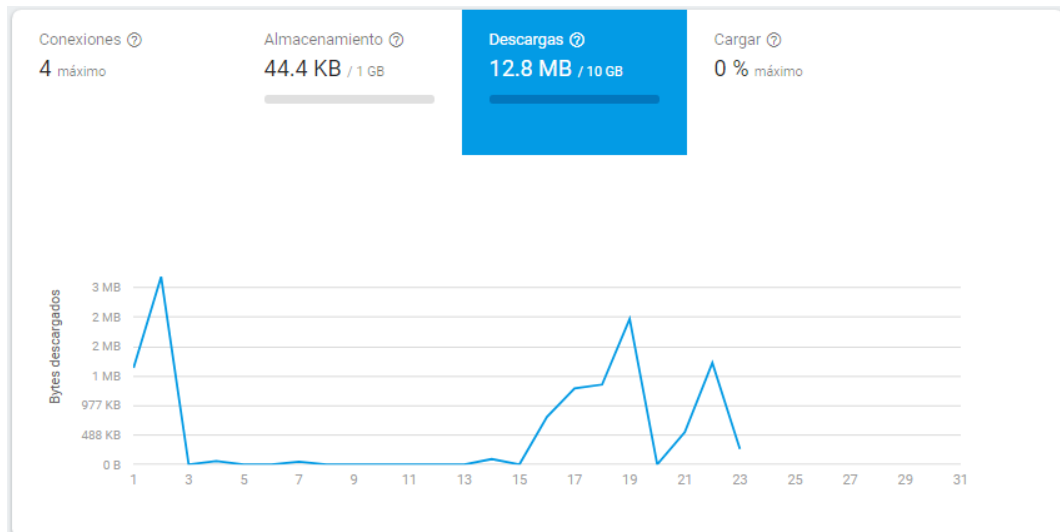 Conexiones
4 máximo
Almacenamiento
44.4 KB / 1 GB
Descargas
12.8 MB / 10 GB
Cargar
0 % máximo
Bytes descargados
3 MB
2 MB
2 MB
1 MB
977 KB
488 KB
0 B
1 3 5 7 9 11 13 15 17 19 21 23 25 27 29 31